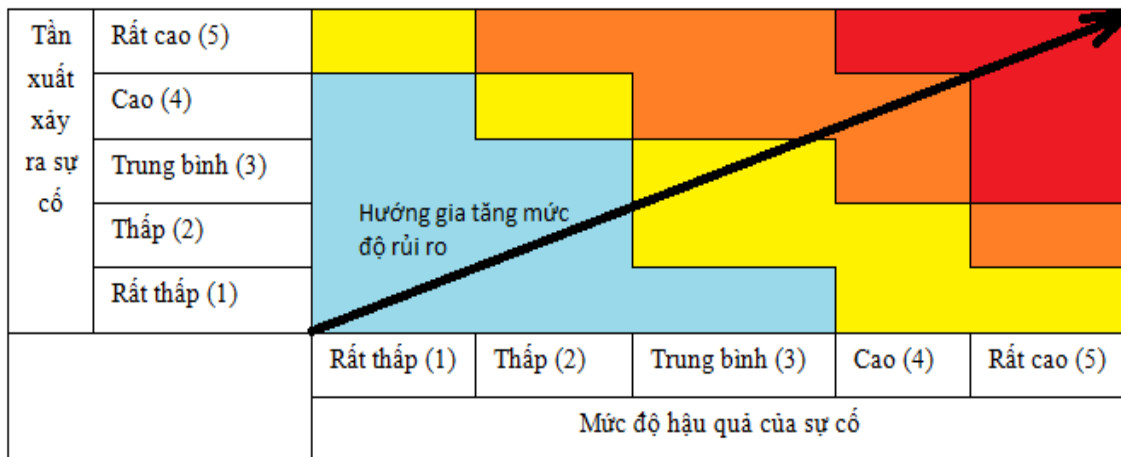 Tần
xuất
xảy
ra sự
cố
Rất cao (5)
Cao (4)
Trung bình (3)
Thấp (2)
Rất thấp (1)
Hướng gia tăng mức
độ rủi ro
Rất thấp (1)
Thấp (2)
Trung bình (3)
Cao (4)
Rất cao (5)
Mức độ hậu quả của sự cố